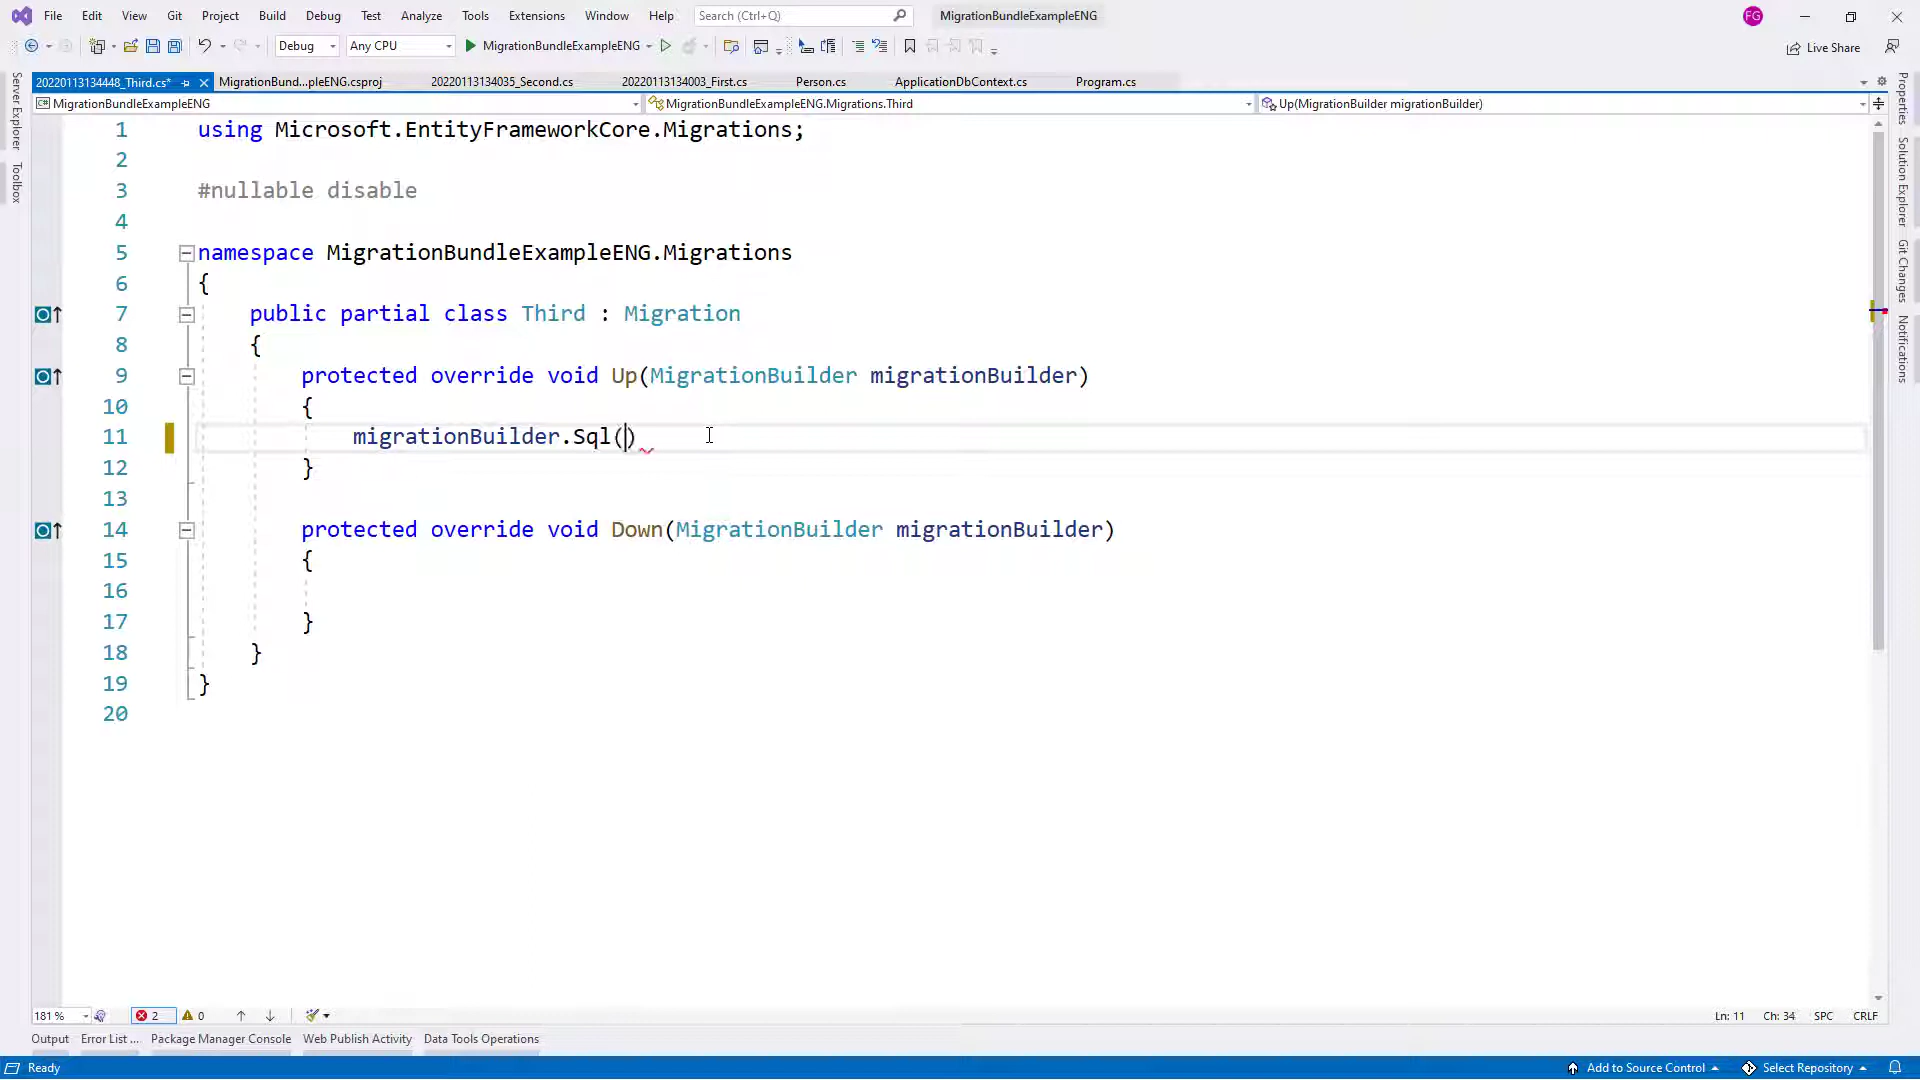 File Edit View Git Project Build Debug Test Analyze Tools Extensions Window Help Search (Ctrl+Q) MigrationBundleExampleENG FG
Debug Any CPU MigrationBundleExampleENG Live Share
20220113134448_Third.cs* MigrationBund...pleENG.csproj 20220113134035_Second.cs 20220113134003_First.cs Person.cs ApplicationDbContext.cs Program.cs
MigrationBundleExampleENG MigrationBundleExampleENG.Migrations.Third Up(MigrationBuilder migrationBuilder)
Server Explorer
Toolbox
1 using Microsoft.EntityFrameworkCore.Migrations;
2
3 #nullable disable
4
5 namespace MigrationBundleExampleENG.Migrations
6 {
7 public partial class Third : Migration
8 {
9 protected override void Up(MigrationBuilder migrationBuilder)
10 {
11 migrationBuilder.Sql()
12 }
13
14 protected override void Down(MigrationBuilder migrationBuilder)
15 {
16
17 }
18 }
19 }
20
Properties
Solution Explorer
Git Changes
Notifications
181 % 2 0 Ln: 11 Ch: 34 SPC CRLF
Output Error List ... Package Manager Console Web Publish Activity Data Tools Operations
Ready Add to Source Control Select Repository